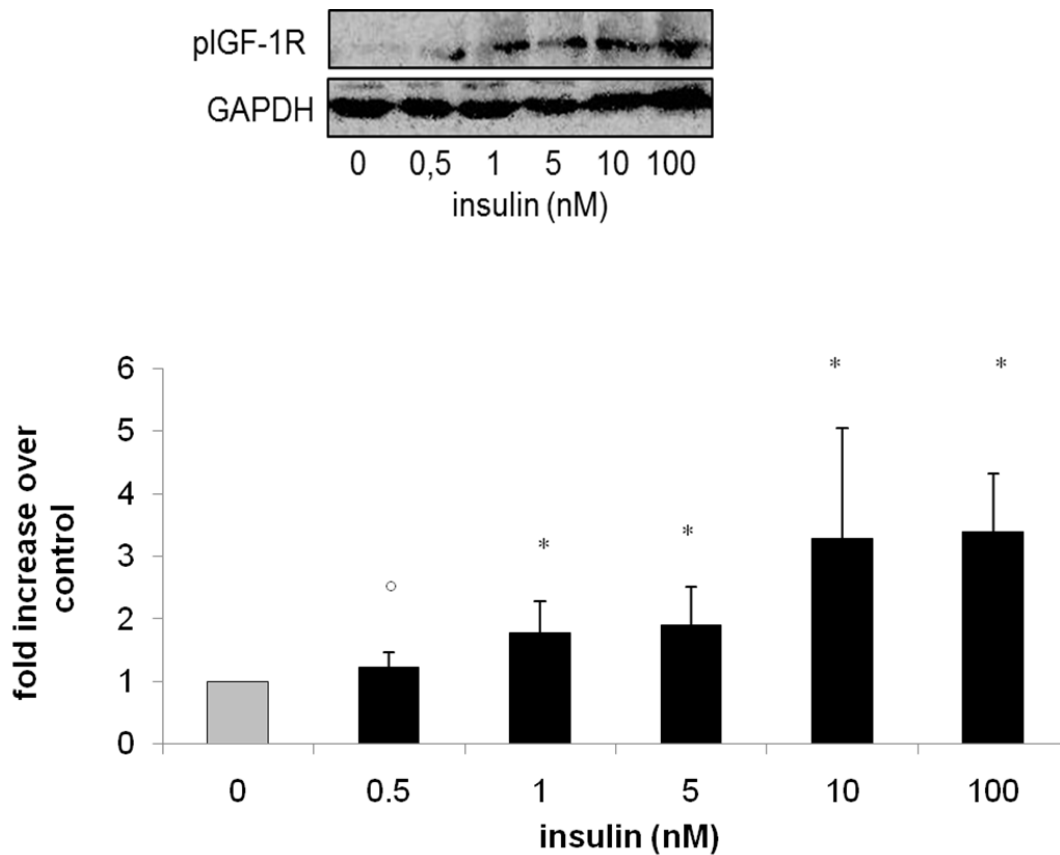 pIGF-1R
GAPDH
0 0,5 1 5 10 100
insulin (nM)
fold increase over
control
6
5
4
3
2
1
0
* *
* *
°
0 0.5 1 5 10 100
insulin (nM)